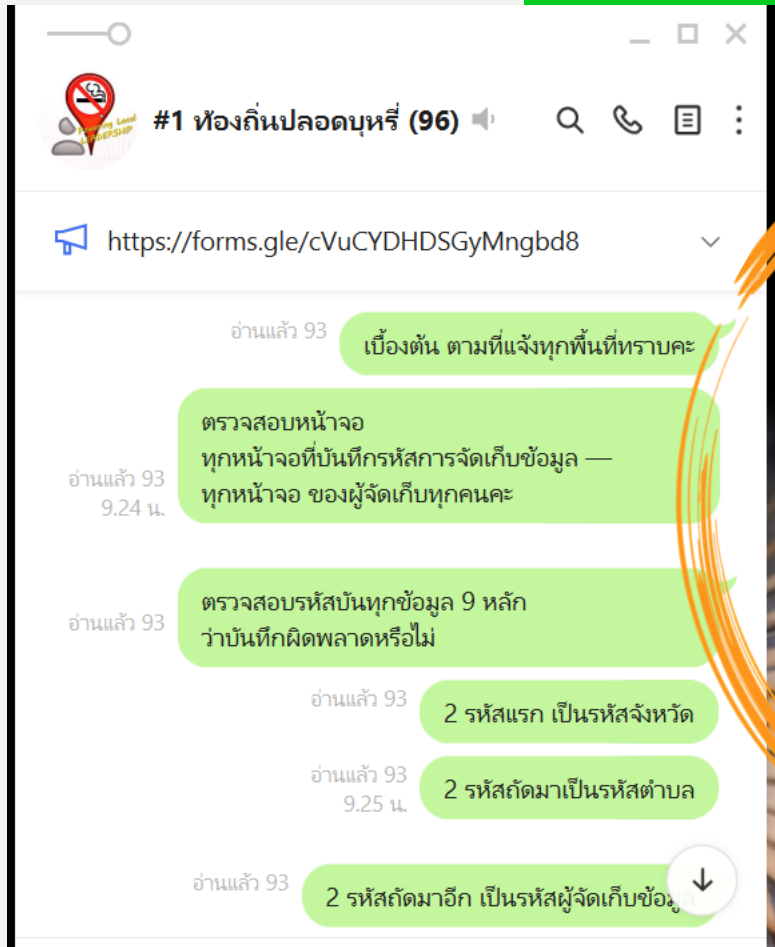 #1 ท้องถิ่นปลอดบุหรี่ (96)
https://forms.gle/cVuCYDHDSGyMngbd8
อ่านแล้ว 93
เบื้องต้น ตามที่แจ้งทุกพื้นที่ทราบคะ
ตรวจสอบหน้าจอ
ทุกหน้าจอที่บันทึกรหัสการจัดเก็บข้อมูล —
ทุกหน้าจอ ของผู้จัดเก็บทุกคนคะ
อ่านแล้ว 93
9.24 น.
ตรวจสอบรหัสบันทุกข้อมูล 9 หลัก
ว่าบันทึกผิดพลาดหรือไม่
อ่านแล้ว 93
อ่านแล้ว 93
2 รหัสแรก เป็นรหัสจังหวัด
อ่านแล้ว 93
9.25 น.
2 รหัสถัดมาเป็นรหัสตำบล
อ่านแล้ว 93
2 รหัสถัดมาอีก เป็นรหัสผู้จัดเก็บข้อมูล